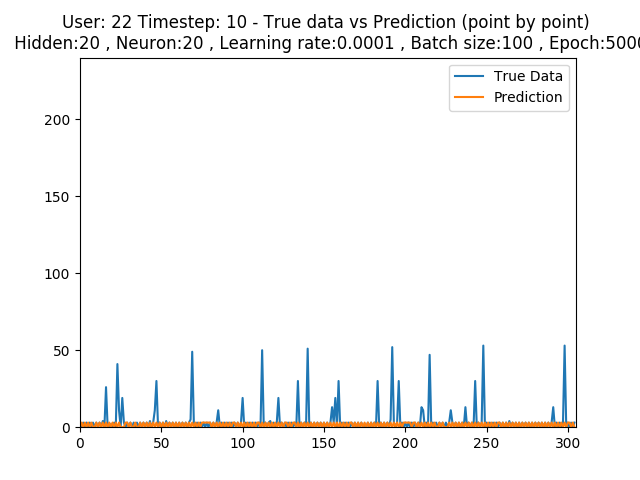 User: 22 Timestep: 10 - True data vs Prediction (point by point)
Hidden:20 , Neuron:20 , Learning rate:0.0001 , Batch size:100 , Epoch:5000
True Data
Prediction
200
150
100
50
0
0 50 100 150 200 250 300